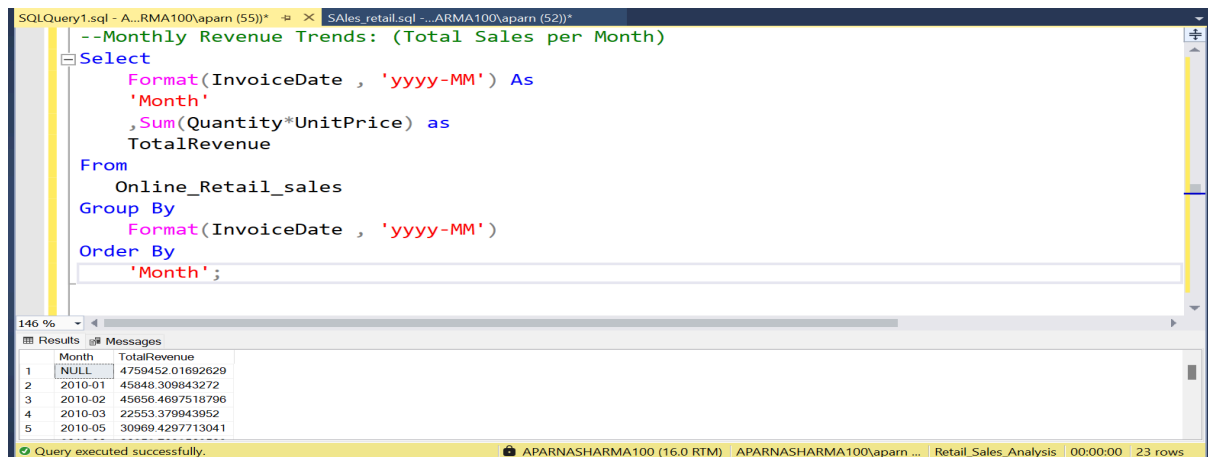 SQLQuery1.sql - A...RMA100\aparn (55))* SAles_retail.sql -...ARMA100\aparn (52))*
--Monthly Revenue Trends: (Total Sales per Month)
Select
Format(InvoiceDate , 'yyyy-MM') As
'Month'
,Sum(Quantity*UnitPrice) as
TotalRevenue
From
Online_Retail_sales
Group By
Format(InvoiceDate , 'yyyy-MM')
Order By
'Month';
146 %
Results Messages
Month TotalRevenue
1 NULL 4759452.01692629
2 2010-01 45848.309843272
3 2010-02 45656.4697518796
4 2010-03 22553.379943952
5 2010-05 30969.4297713041
Query executed successfully. APARNASHARMA100 (16.0 RTM) APARNASHARMA100\aparn ... Retail_Sales_Analysis 00:00:00 23 rows